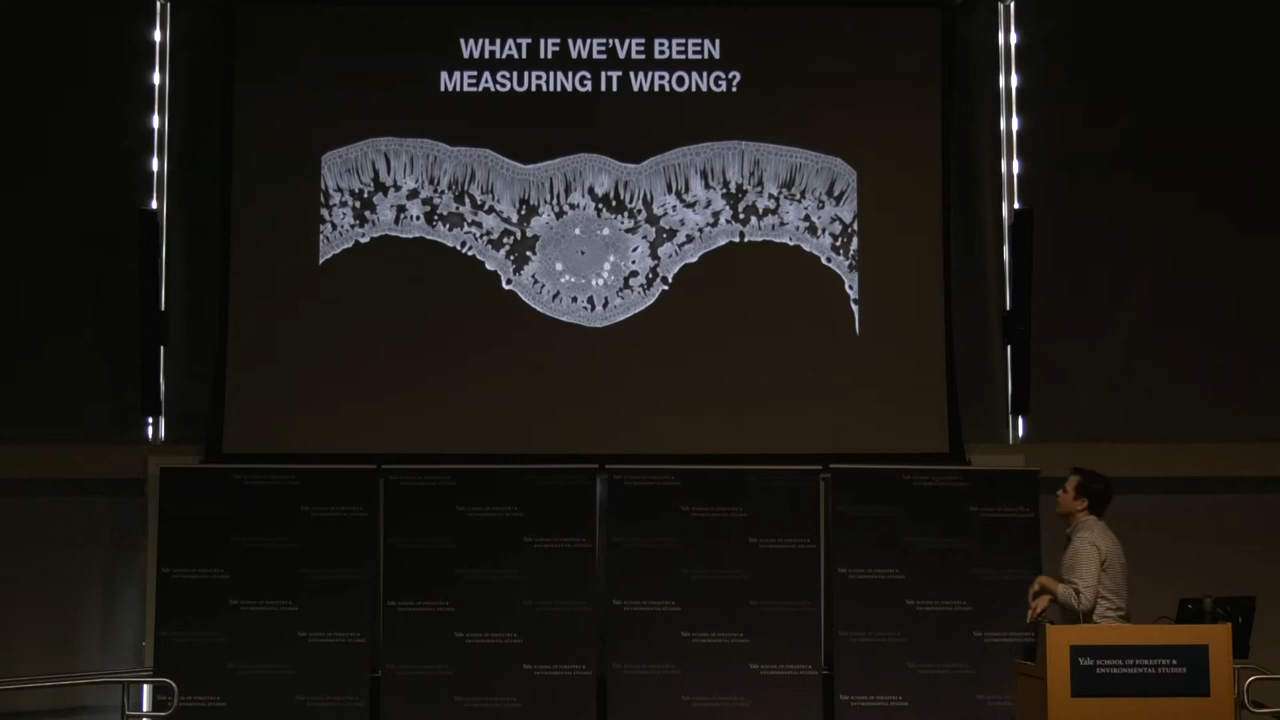 WHAT IF WE'VE BEEN
MEASURING IT WRONG?
Yale SCHOOL OF FORESTRY &
ENVIRONMENTAL STUDIES